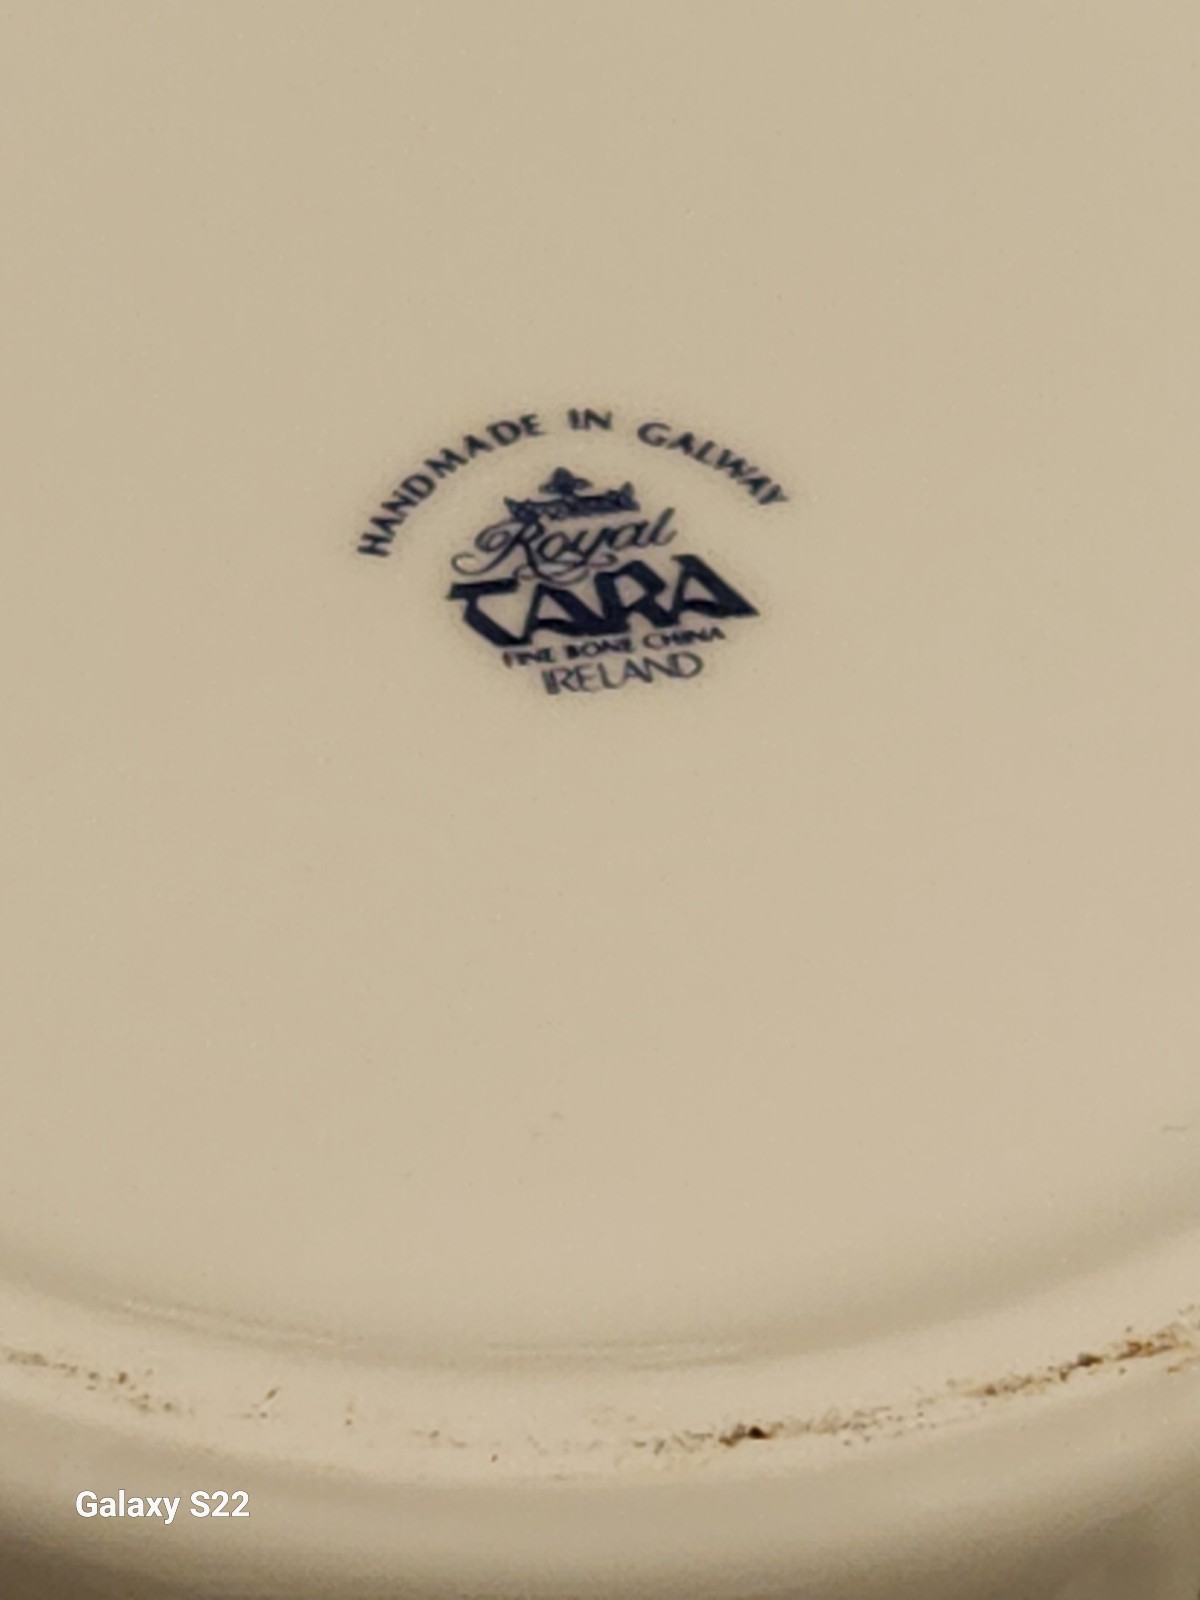 HANDMADE IN GALWAY
Royal
TARA
FINE BONE CHINA
IRELAND
Galaxy S22